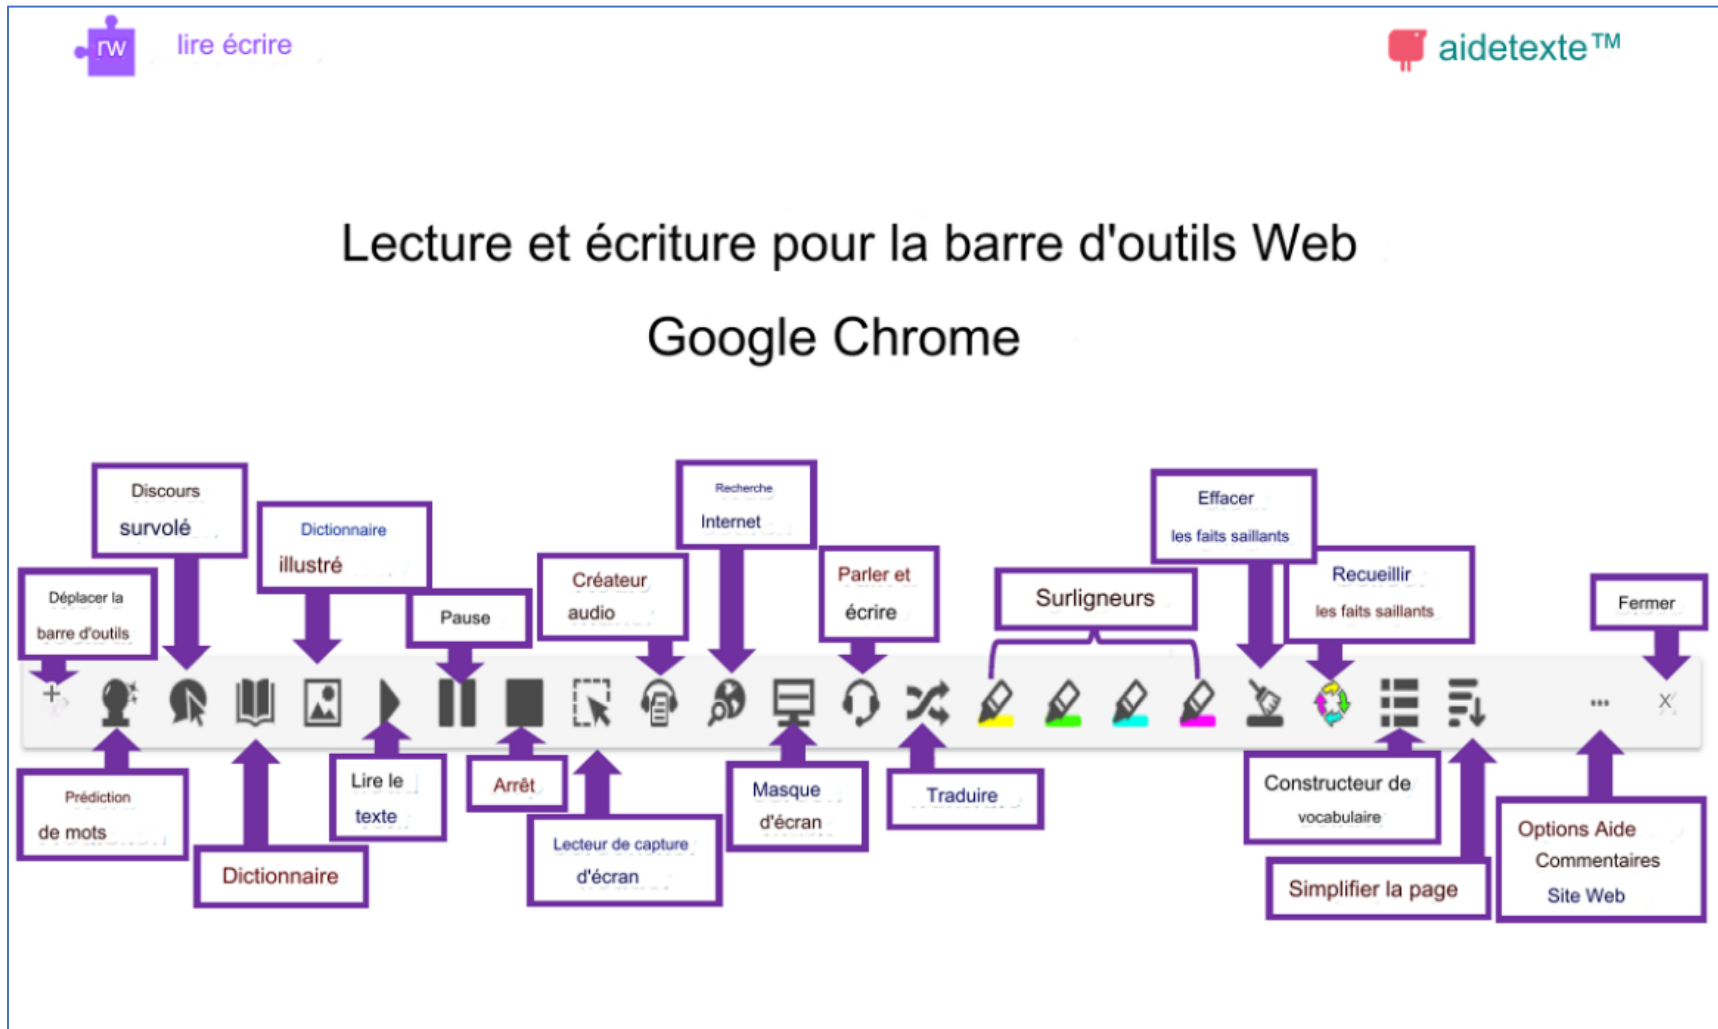 rw
lire écrire
aidetexte™
Lecture et écriture pour la barre d'outils Web
Google Chrome
Déplacer la
barre d'outils
Discours
survolé
Dictionnaire
illustré
Pause
Créateur
audio
Recherche
Internet
Parler et
écrire
Surligneurs
Effacer
les faits saillants
Recueillir
les faits saillants
Fermer
Prédiction
de mots
Dictionnaire
Lire le
texte
Arrêt
Lecteur de capture
d'écran
Masque
d'écran
Traduire
Constructeur de
vocabulaire
Simplifier la page
Options Aide
Commentaires
Site Web